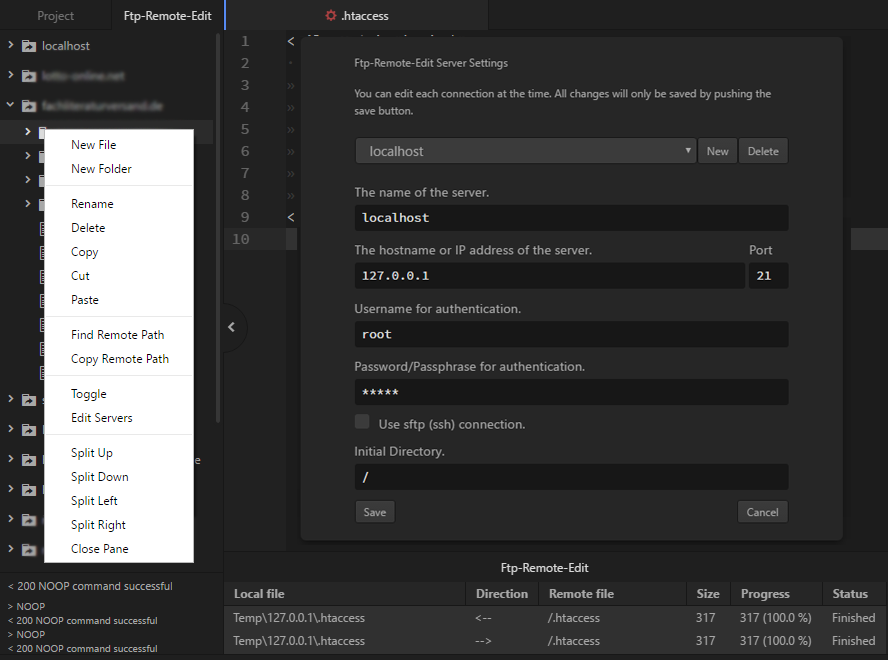 Project
Ftp-Remote-Edit
.htaccess
localhost
New File
New Folder
Rename
Delete
Copy
Cut
Paste
Find Remote Path
Copy Remote Path
Toggle
Edit Servers
Split Up
Split Down
Split Left
Split Right
Close Pane
< 200 NOOP command successful
> NOOP
< 200 NOOP command successful
> NOOP
< 200 NOOP command successful
1 <
2
3 »
4 »
5 »
6 »
7 »
8 »
9 <
10
Ftp-Remote-Edit Server Settings
You can edit each connection at the time. All changes will only be saved by pushing the
save button.
localhost New Delete
The name of the server.
localhost
The hostname or IP address of the server. Port
127.0.0.1 21
Username for authentication.
root
Password/Passphrase for authentication.
*****
Use sftp (ssh) connection.
Initial Directory.
/
Save Cancel
Ftp-Remote-Edit
Local file Direction Remote file Size Progress Status
Temp\127.0.0.1\.htaccess <-- /.htaccess 317 317 (100.0 %) Finished
Temp\127.0.0.1\.htaccess --> /.htaccess 317 317 (100.0 %) Finished